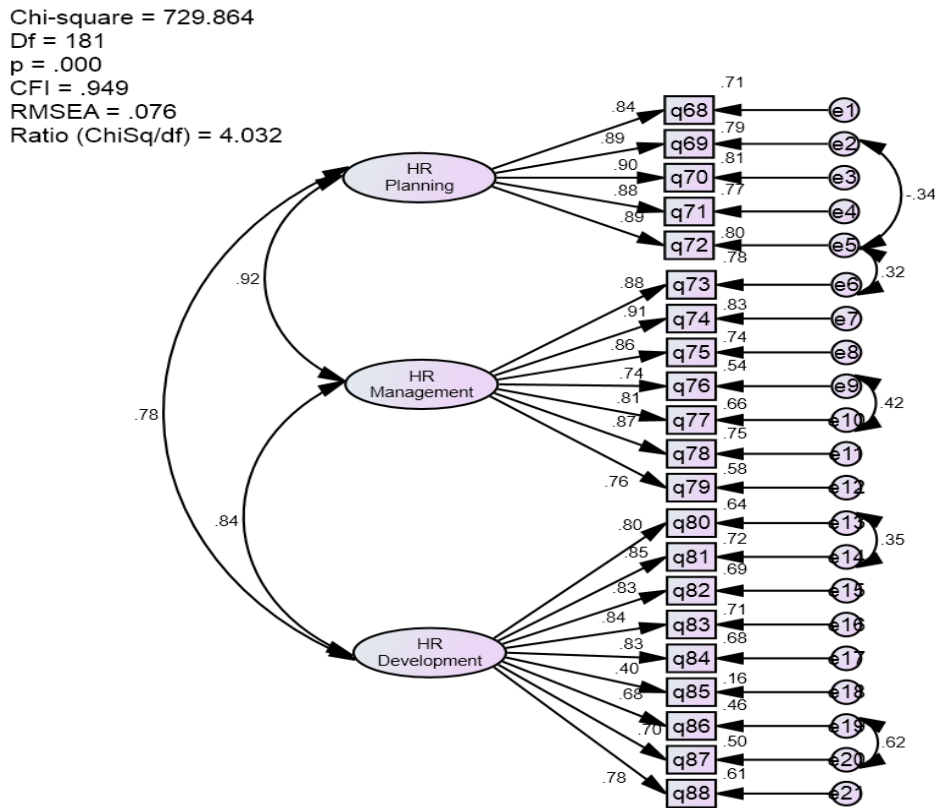 Chi-square = 729.864
Df = 181
p = .000
CFI = .949
RMSEA = .076
Ratio (ChiSq/df) = 4.032
HR
Planning
HR
Management
HR
Development
.92
.78
.84
.84
.89
.90
.88
.89
.88
.91
.86
.74
.81
.87
.76
.80
.85
.83
.84
.83
.40
.68
.70
.78
.71
q68 e1
.79
q69 e2
.81
q70 e3
.77
q71 e4
.80
q72 e5
.78
q73 e6
.83
q74 e7
.74
q75 e8
.54
q76 e9
.66
q77 e10
.75
q78 e11
.58
q79 e12
.64
q80 e13
.72
q81 e14
.69
q82 e15
.71
q83 e16
.68
q84 e17
.16
q85 e18
.46
q86 e19
.50
q87 e20
.61
q88 e21
-.34
.32
.42
.35
.62